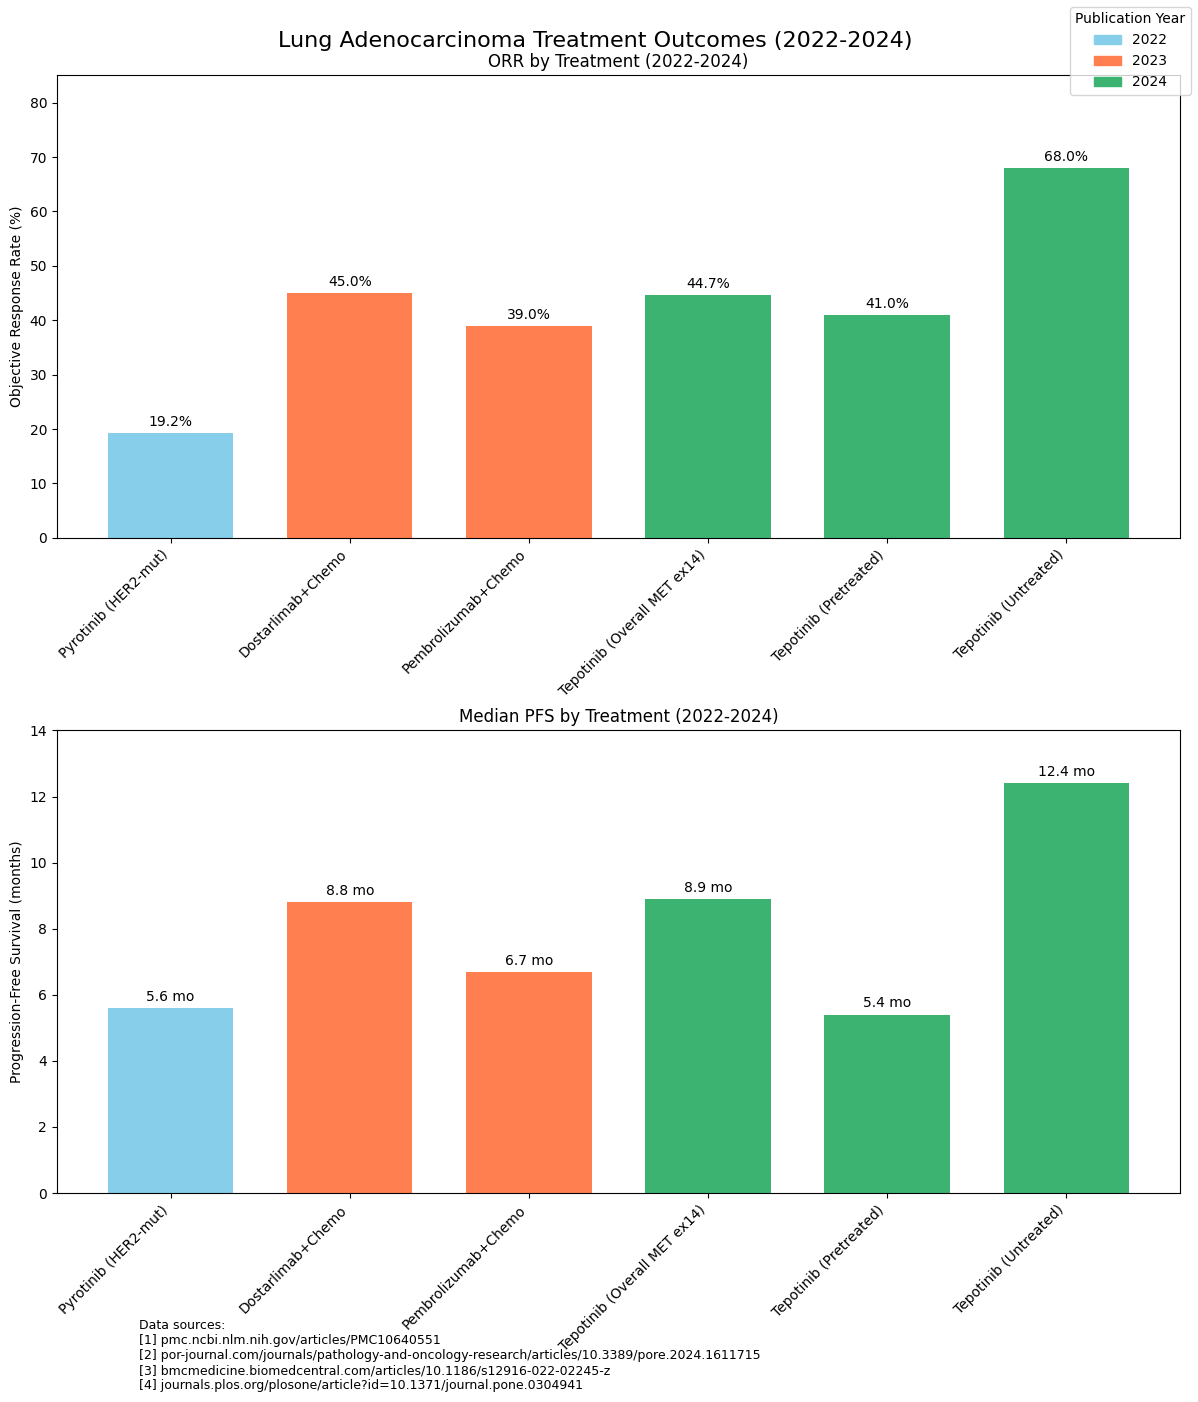 Publication Year
2022
2023
2024
Lung Adenocarcinoma Treatment Outcomes (2022-2024)
ORR by Treatment (2022-2024)
Objective Response Rate (%)
80
70
60
50
40
30
20
10
0
19.2%
45.0%
39.0%
44.7%
41.0%
68.0%
Pyrotinib (HER2-mut)
Dostarlimab+Chemo
Pembrolizumab+Chemo
Tepotinib (Overall MET ex14)
Tepotinib (Pretreated)
Tepotinib (Untreated)
Median PFS by Treatment (2022-2024)
Progression-Free Survival (months)
14
12
10
8
6
4
2
0
5.6 mo
8.8 mo
6.7 mo
8.9 mo
5.4 mo
12.4 mo
Pyrotinib (HER2-mut)
Dostarlimab+Chemo
Pembrolizumab+Chemo
Tepotinib (Overall MET ex14)
Tepotinib (Pretreated)
Tepotinib (Untreated)
Data sources:
[1] pmc.ncbi.nlm.nih.gov/articles/PMC10640551
[2] por-journal.com/journals/pathology-and-oncology-research/articles/10.3389/pore.2024.1611715
[3] bmcmedicine.biomedcentral.com/articles/10.1186/s12916-022-02245-z
[4] journals.plos.org/plosone/article?id=10.1371/journal.pone.0304941